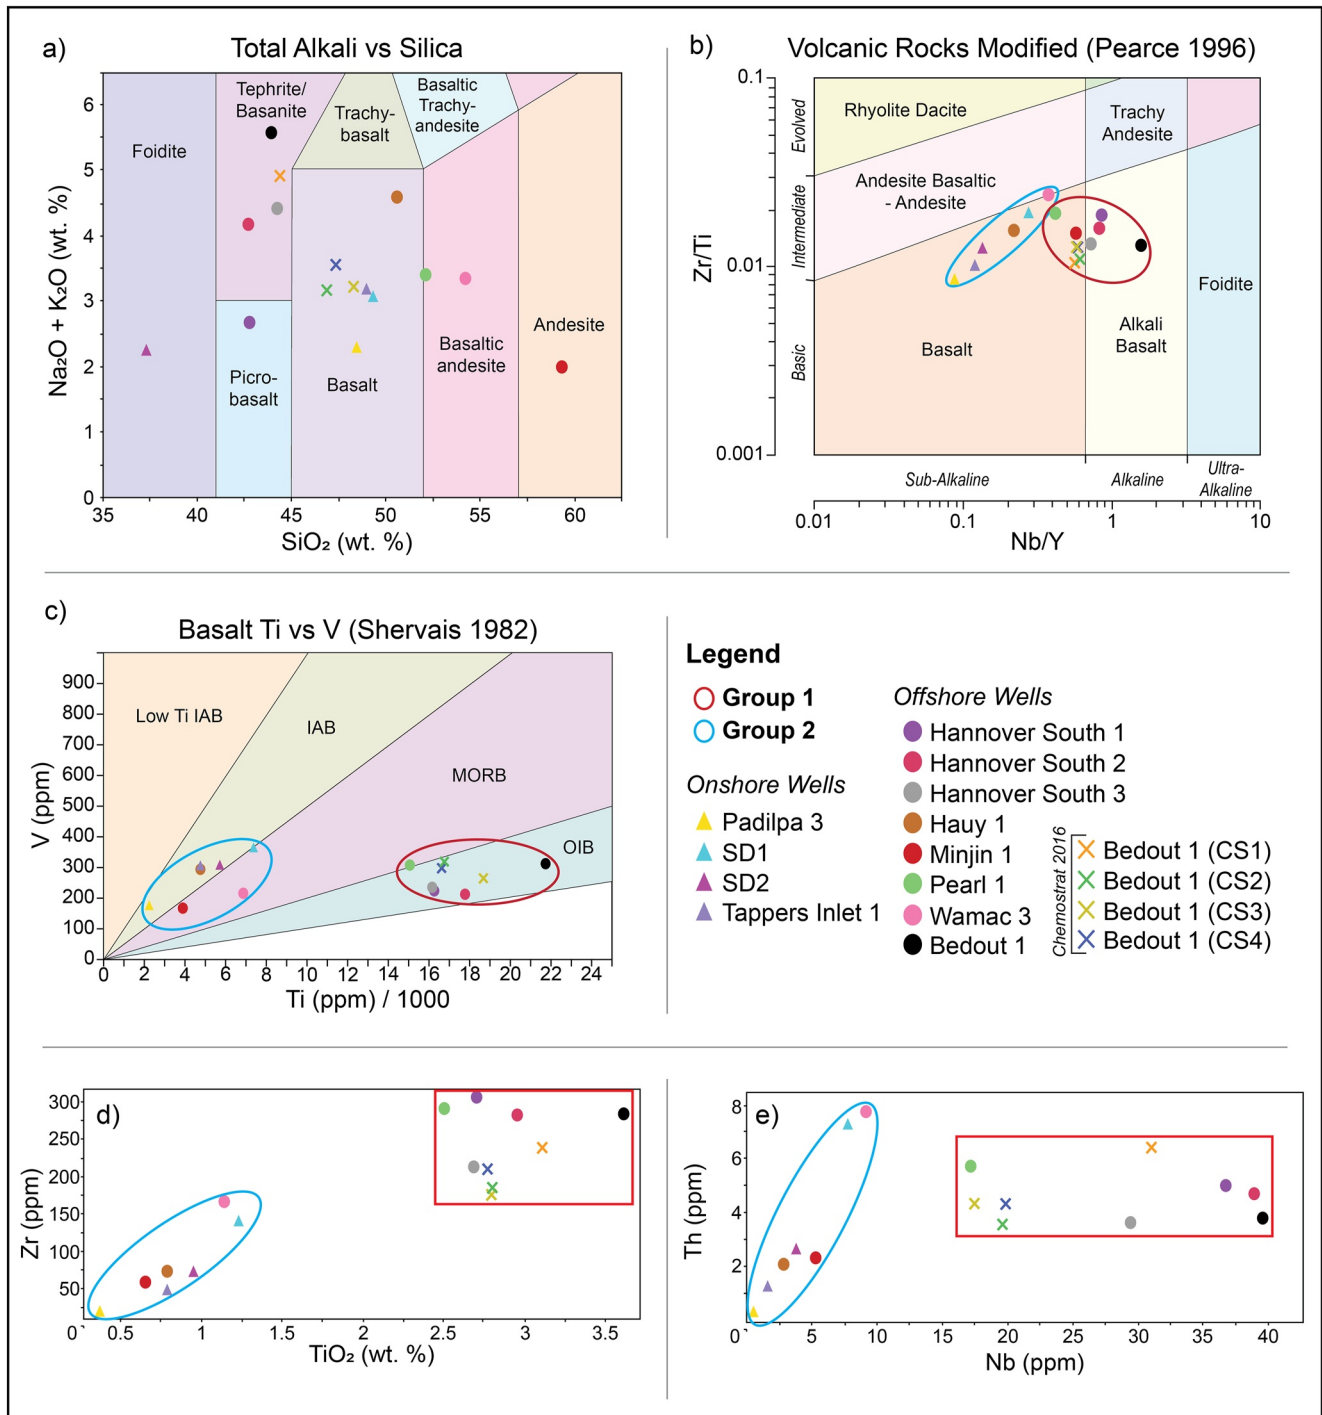 a)
Total Alkali vs Silica
Foidite
Tephrite/
Basanite
Trachy-
basalt
Basaltic
Trachy-
andesite
Picro-
basalt
Basalt
Basaltic
andesite
Andesite
6
5
4
3
2
1
0
35
40
45
50
55
60
Na₂O + K₂O (wt. %)
SiO₂ (wt. %)
b)
Volcanic Rocks Modified (Pearce 1996)
0.1
0.01
0.001
Zr/Ti
Evolved
Intermediate
Basic
Rhyolite Dacite
Trachy
Andesite
Andesite Basaltic
- Andesite
Foidite
Basalt
Alkali
Basalt
Sub-Alkaline
Alkaline
Ultra-
Alkaline
0.01
0.1
1
10
Nb/Y
c)
Basalt Ti vs V (Shervais 1982)
Low Ti IAB
IAB
MORB
OIB
900
800
700
600
500
400
300
200
100
0
V (ppm)
0 2 4 6 8 10 12 14 16 18 20 22 24
Ti (ppm) / 1000
Legend
Group 1
Group 2
Onshore Wells
Padilpa 3
SD1
SD2
Tappers Inlet 1
Offshore Wells
Hannover South 1
Hannover South 2
Hannover South 3
Hauy 1
Minjin 1
Pearl 1
Wamac 3
Bedout 1
Chemostrat 2016
Bedout 1 (CS1)
Bedout 1 (CS2)
Bedout 1 (CS3)
Bedout 1 (CS4)
d)
300
250
200
150
100
50
0
Zr (ppm)
0.5 1 1.5 2 2.5 3 3.5
TiO₂ (wt. %)
e)
8
6
4
2
0
Th (ppm)
5 10 15 20 25 30 35 40
Nb (ppm)